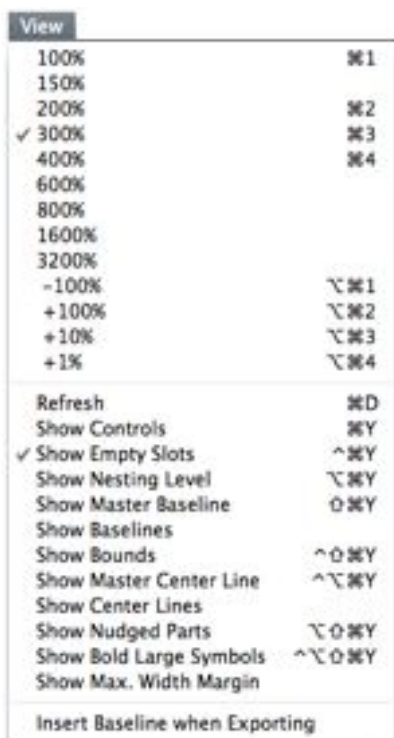 View
100% ⌘1
150%
200% ⌘2
✓ 300% ⌘3
400% ⌘4
600%
800%
1600%
3200%
-100% ⌥⌘1
+100% ⌥⌘2
+10% ⌥⌘3
+1% ⌥⌘4
Refresh ⌘D
Show Controls ⌘Y
✓ Show Empty Slots ^⌘Y
Show Nesting Level ⌥⌘Y
Show Master Baseline ⇧⌘Y
Show Baselines
Show Bounds ^⇧⌘Y
Show Master Center Line ^⌥⌘Y
Show Center Lines
Show Nudged Parts ⌥⇧⌘Y
Show Bold Large Symbols ^⌥⇧⌘Y
Show Max. Width Margin
Insert Baseline when Exporting